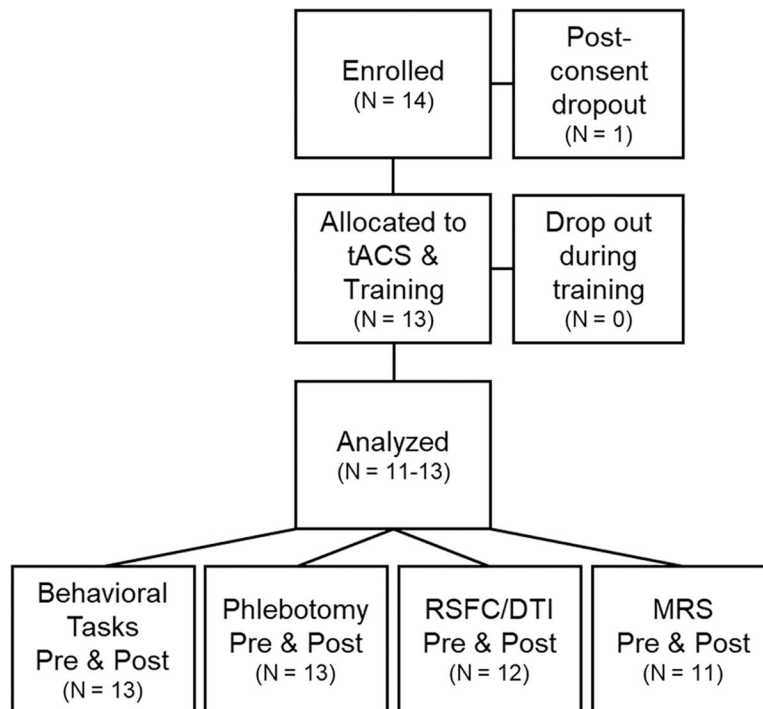 Enrolled
(N = 14)
Post-
consent
dropout
(N = 1)
Allocated to
tACS &
Training
(N = 13)
Drop out
during
training
(N = 0)
Analyzed
(N = 11-13)
Behavioral
Tasks
Pre & Post
(N = 13)
Phlebotomy
Pre & Post
(N = 13)
RSFC/DTI
Pre & Post
(N = 12)
MRS
Pre & Post
(N = 11)